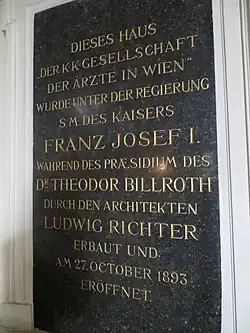 DIESES HAUS
„DER K.K. GESELLSCHAFT
DER ÄRZTE IN WIEN“
WURDE UNTER DER REGIERUNG
S.M. DES KAISERS
FRANZ JOSEF I.
WÄHREND DES PRÆSIDIUM DES
DR THEODOR BILLROTH
DURCH DEN ARCHITEKTEN
LUDWIG RICHTER
ERBAUT UND
AM 27. OCTOBER 1893
ERÖFFNET.